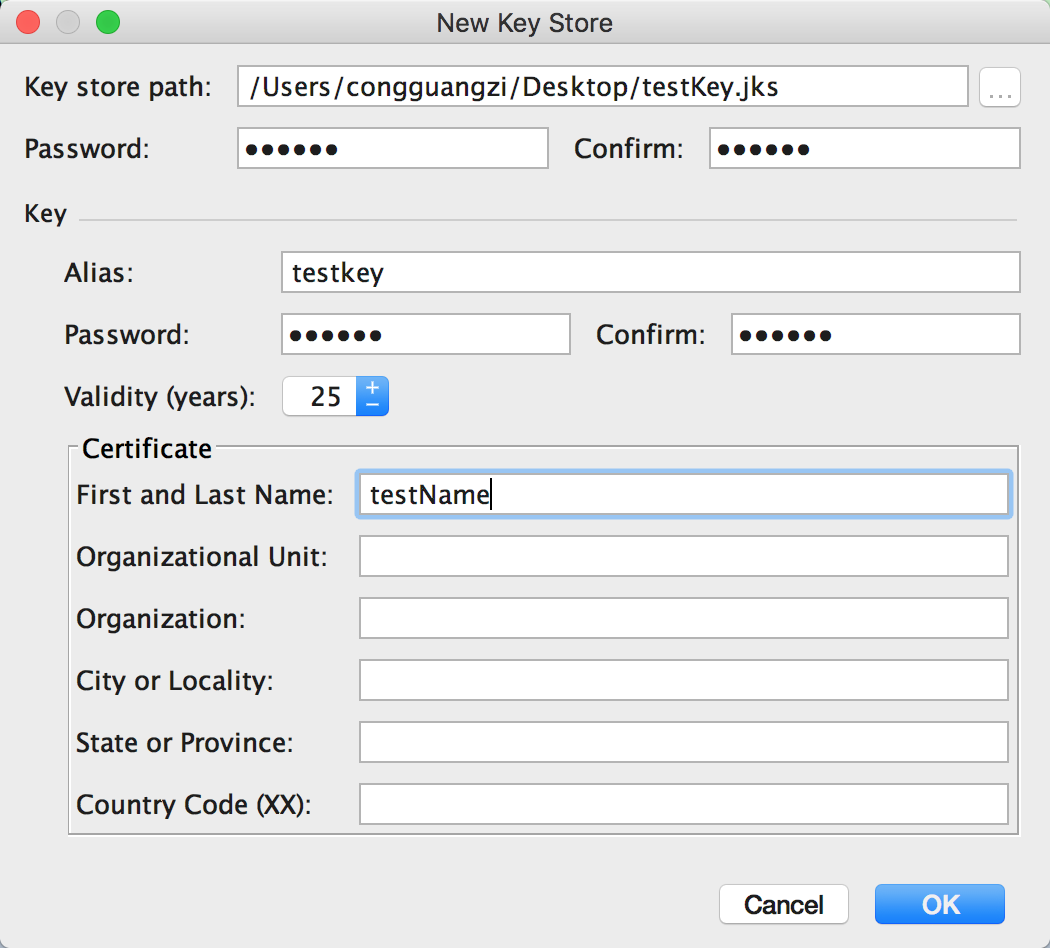 New Key Store
Key store path: /Users/congguangzi/Desktop/testKey.jks ...
Password: •••••• Confirm: ••••••
Key
Alias: testkey
Password: •••••• Confirm: ••••••
Validity (years): 25 + −
Certificate
First and Last Name: testName
Organizational Unit:
Organization:
City or Locality:
State or Province:
Country Code (XX):
Cancel OK